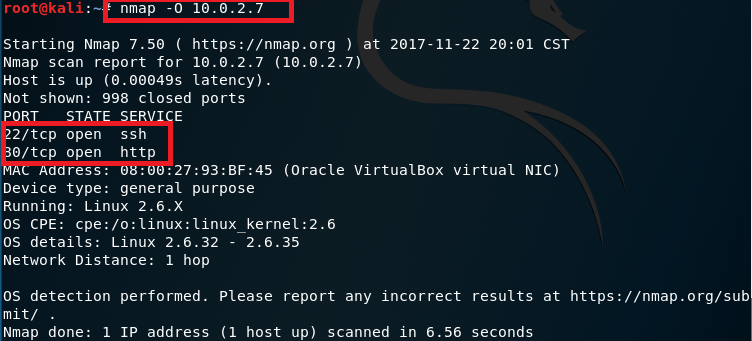 root@kali:~# nmap -O 10.0.2.7
Starting Nmap 7.50 ( https://nmap.org ) at 2017-11-22 20:01 CST
Nmap scan report for 10.0.2.7 (10.0.2.7)
Host is up (0.00049s latency).
Not shown: 998 closed ports
PORT   STATE SERVICE
22/tcp open  ssh
80/tcp open  http
MAC Address: 08:00:27:93:BF:45 (Oracle VirtualBox virtual NIC)
Device type: general purpose
Running: Linux 2.6.X
OS CPE: cpe:/o:linux:linux_kernel:2.6
OS details: Linux 2.6.32 - 2.6.35
Network Distance: 1 hop
OS detection performed. Please report any incorrect results at https://nmap.org/sub
mit/ .
Nmap done: 1 IP address (1 host up) scanned in 6.56 seconds